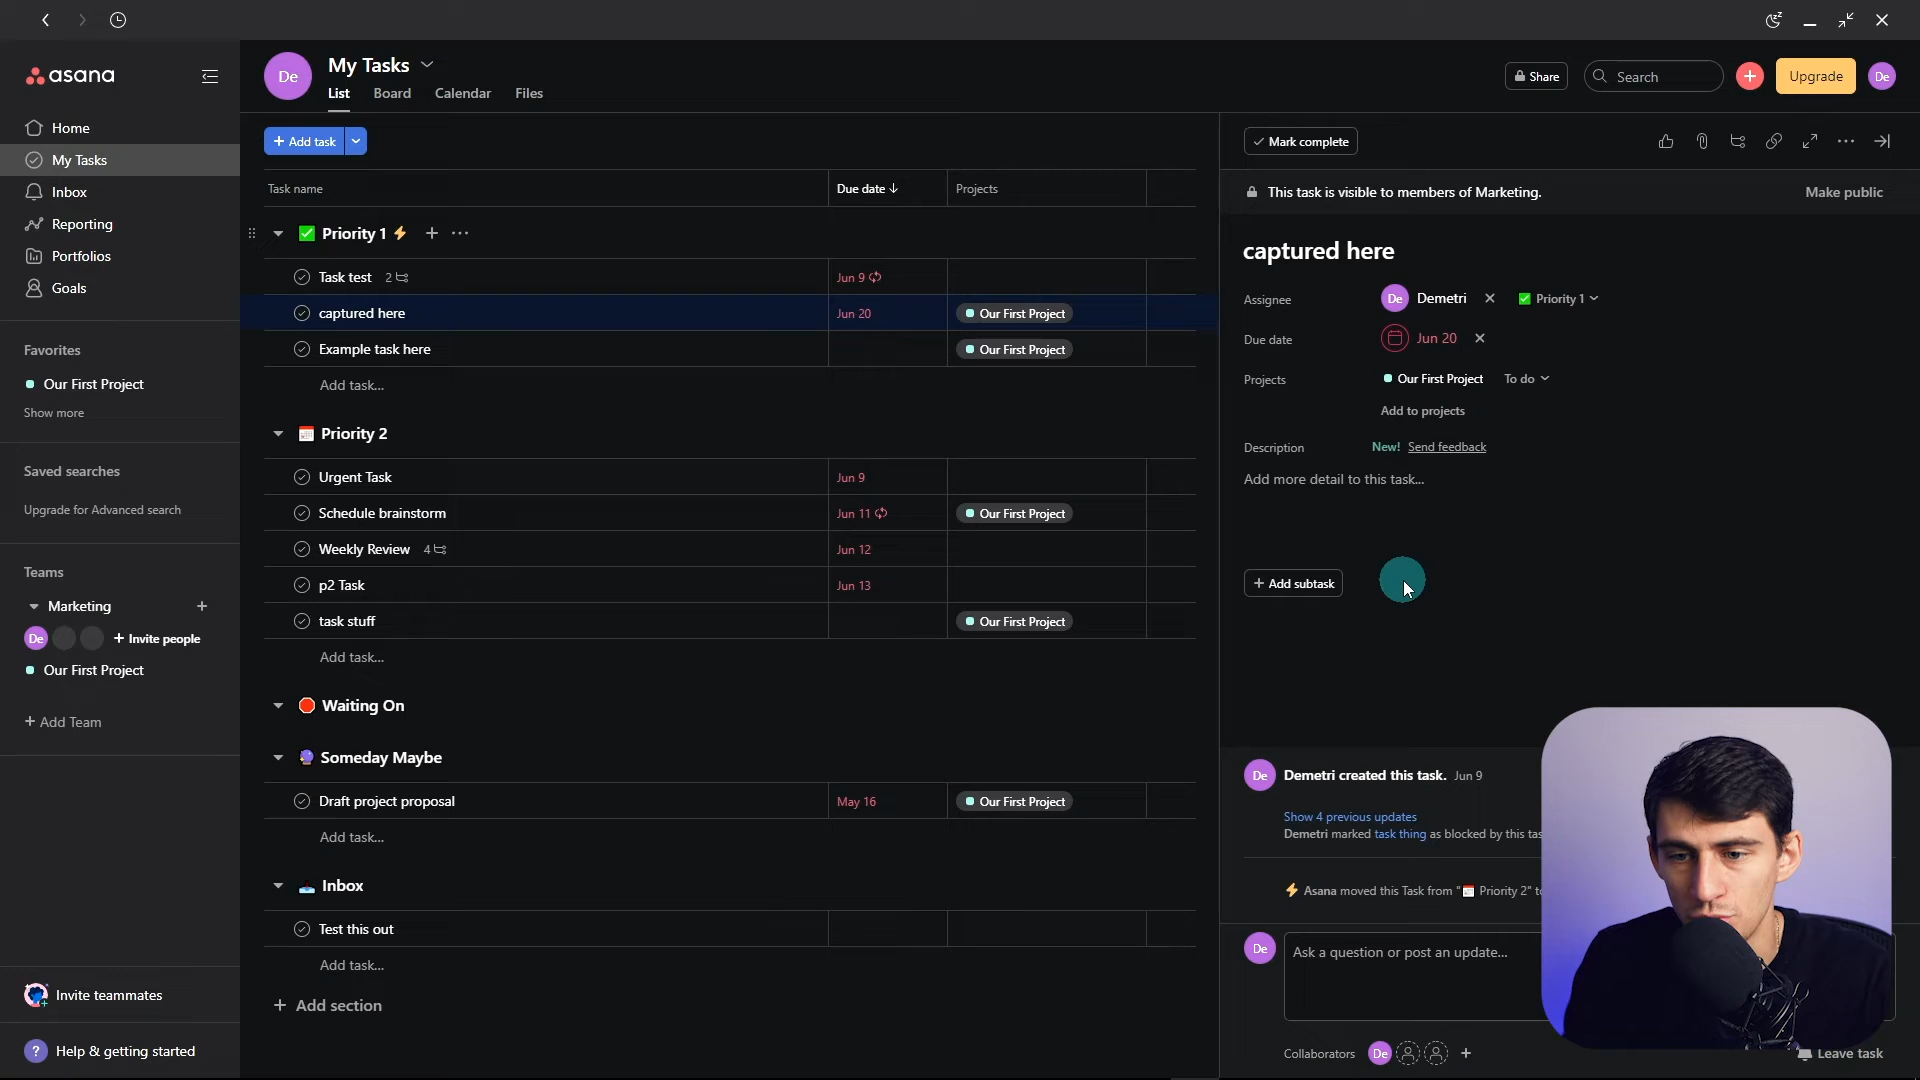 asana
Home
My Tasks
Inbox
Reporting
Portfolios
Goals
Favorites
Our First Project
Show more
Saved searches
Upgrade for Advanced search
Teams
Marketing
De
+ Invite people
Our First Project
+ Add Team
Invite teammates
? Help & getting started
De
My Tasks
List Board Calendar Files
Share
Search
Upgrade
De
+ Add task
Task name Due date Projects
Priority 1
Task test 2 Jun 9
captured here Jun 20 Our First Project
Example task here Our First Project
Add task...
Priority 2
Urgent Task Jun 9
Schedule brainstorm Jun 11 Our First Project
Weekly Review 4 Jun 12
p2 Task Jun 13
task stuff Our First Project
Add task...
Waiting On
Someday Maybe
Draft project proposal May 16 Our First Project
Add task...
Inbox
Test this out
Add task...
+ Add section
Mark complete
This task is visible to members of Marketing. Make public
captured here
Assignee De Demetri Priority 1
Due date Jun 20
Projects Our First Project To do
Add to projects
Description New! Send feedback
Add more detail to this task...
+ Add subtask
De Demetri created this task. Jun 9
Show 4 previous updates
Demetri marked task thing as blocked by this
Asana moved this Task from "Priority 2"
De Ask a question or post an update...
Collaborators De + Leave task